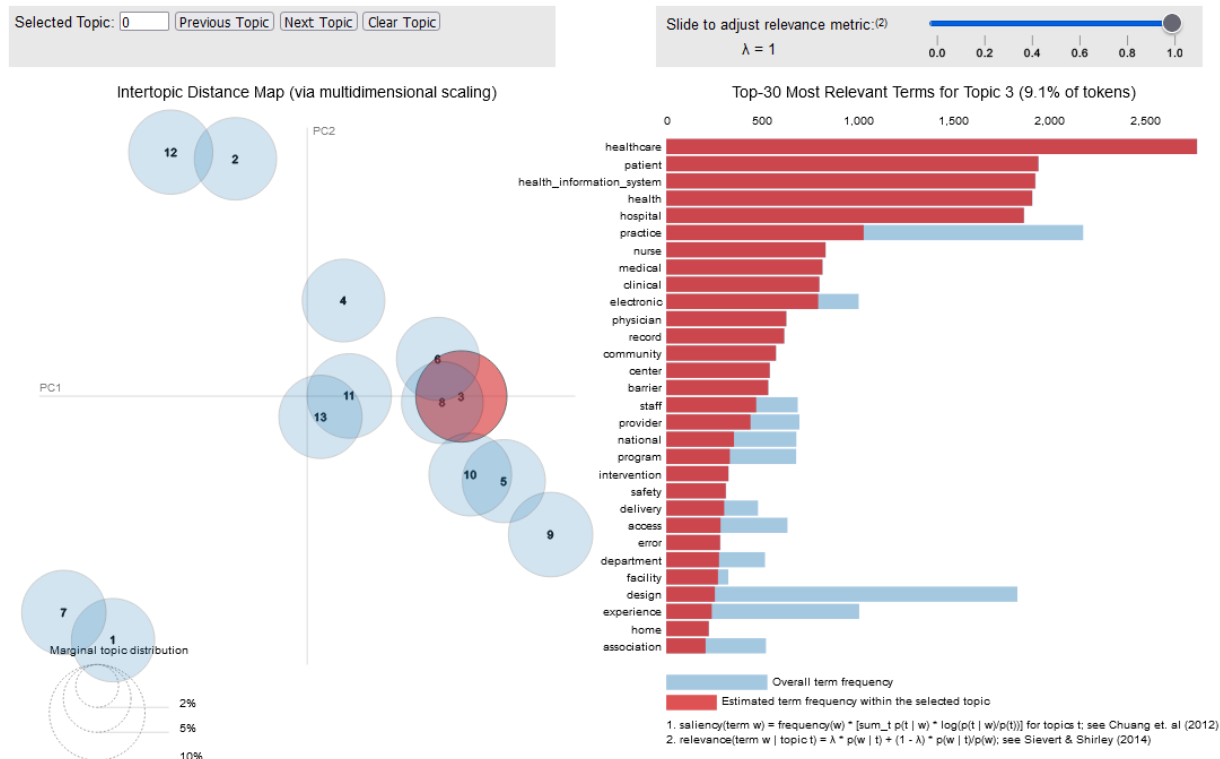 Selected Topic: 0 Previous Topic Next Topic Clear Topic
Slide to adjust relevance metric:(2)
λ = 1
0.0 0.2 0.4 0.6 0.8 1.0
Intertopic Distance Map (via multidimensional scaling)
PC2
PC1
12
2
4
6
11
8
3
13
10
5
9
7
1
Marginal topic distribution
2%
5%
10%
Top-30 Most Relevant Terms for Topic 3 (9.1% of tokens)
0 500 1,000 1,500 2,000 2,500
healthcare
patient
health_information_system
health
hospital
practice
nurse
medical
clinical
electronic
physician
record
community
center
barrier
staff
provider
national
program
intervention
safety
delivery
access
error
department
facility
design
experience
home
association
Overall term frequency
Estimated term frequency within the selected topic
1. saliency(term w) = frequency(w) * [sum_t p(t | w) * log(p(t | w)/p(t))] for topics t; see Chuang et. al (2012)
2. relevance(term w | topic t) = λ * p(w | t) + (1 - λ) * p(w | t)/p(w); see Sievert & Shirley (2014)